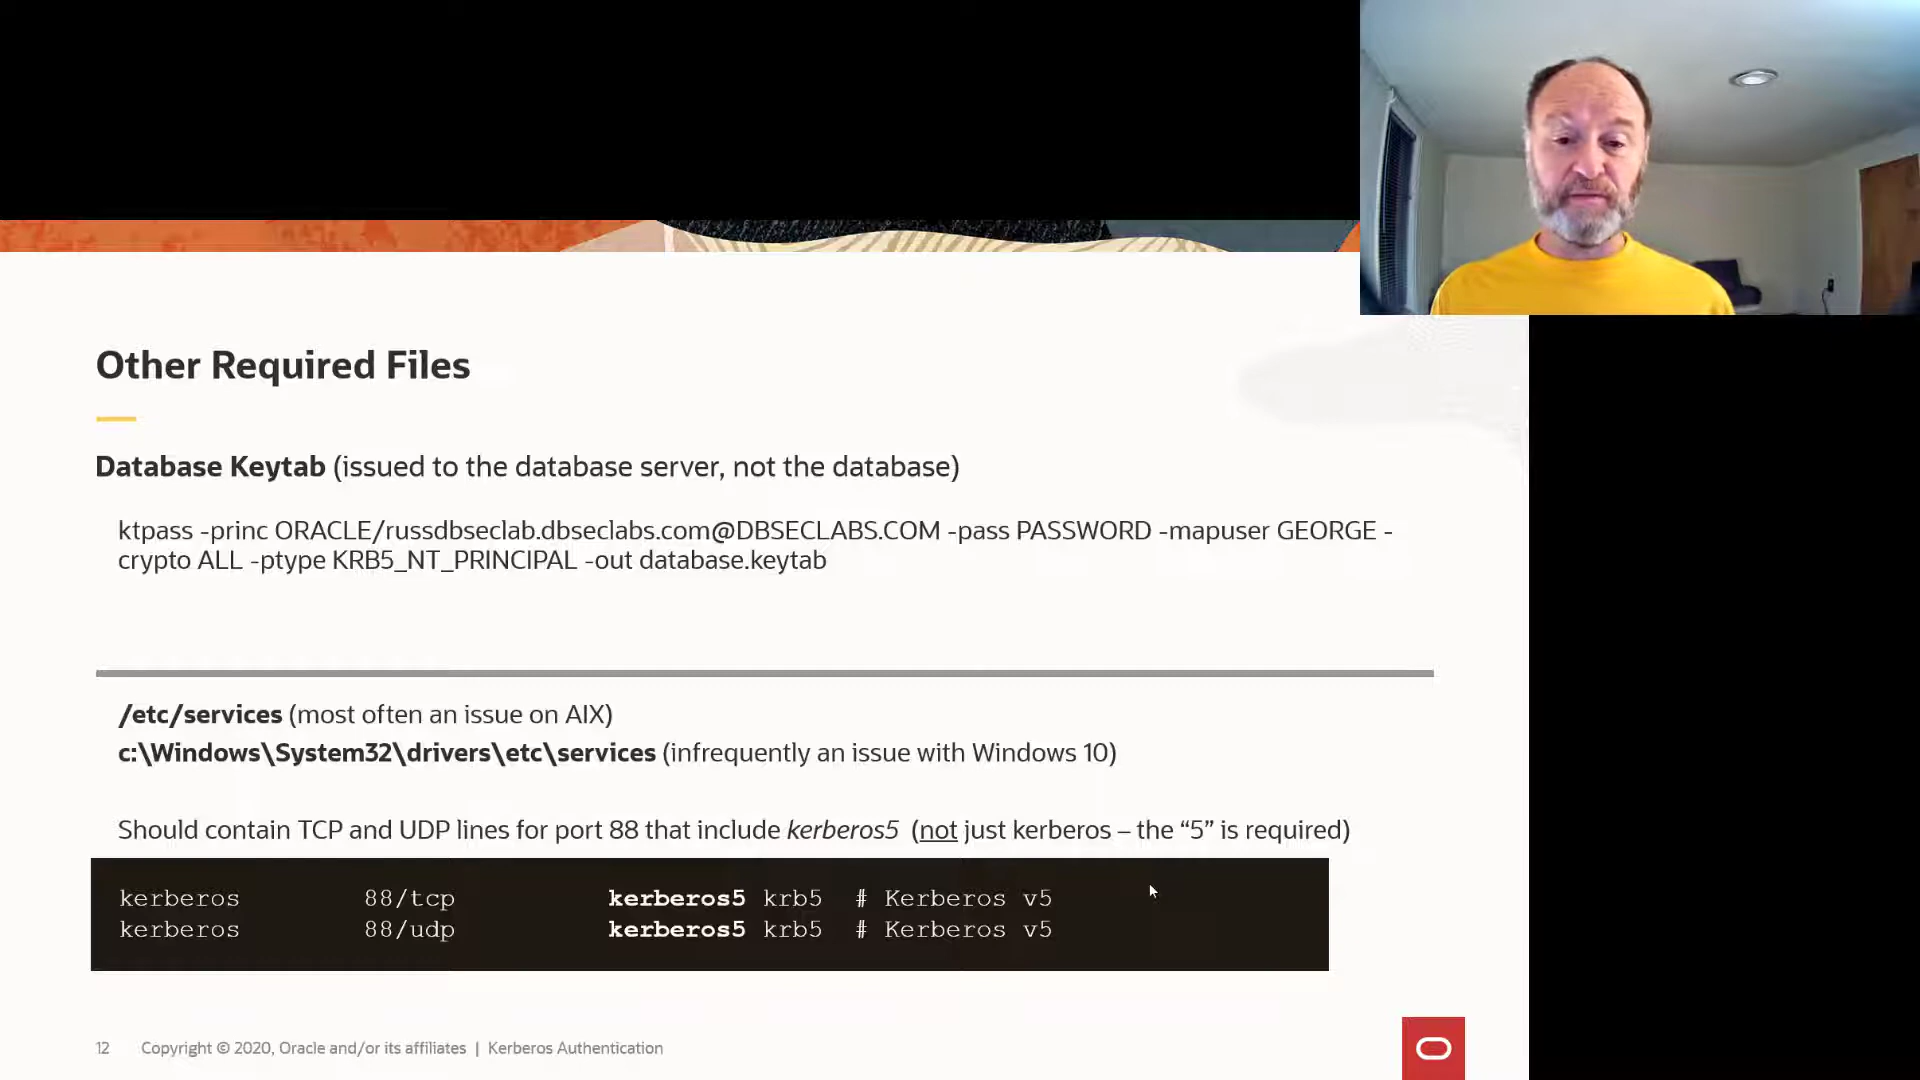 Other Required Files
Database Keytab (issued to the database server, not the database)
ktpass -princ ORACLE/russdbseclab.dbseclabs.com@DBSECLABS.COM -pass PASSWORD -mapuser GEORGE -
crypto ALL -ptype KRB5_NT_PRINCIPAL -out database.keytab
/etc/services (most often an issue on AIX)
c:\Windows\System32\drivers\etc\services (infrequently an issue with Windows 10)
Should contain TCP and UDP lines for port 88 that include kerberos5 (not just kerberos – the “5” is required)
kerberos 88/tcp kerberos5 krb5 # Kerberos v5
kerberos 88/udp kerberos5 krb5 # Kerberos v5
12 Copyright © 2020, Oracle and/or its affiliates | Kerberos Authentication